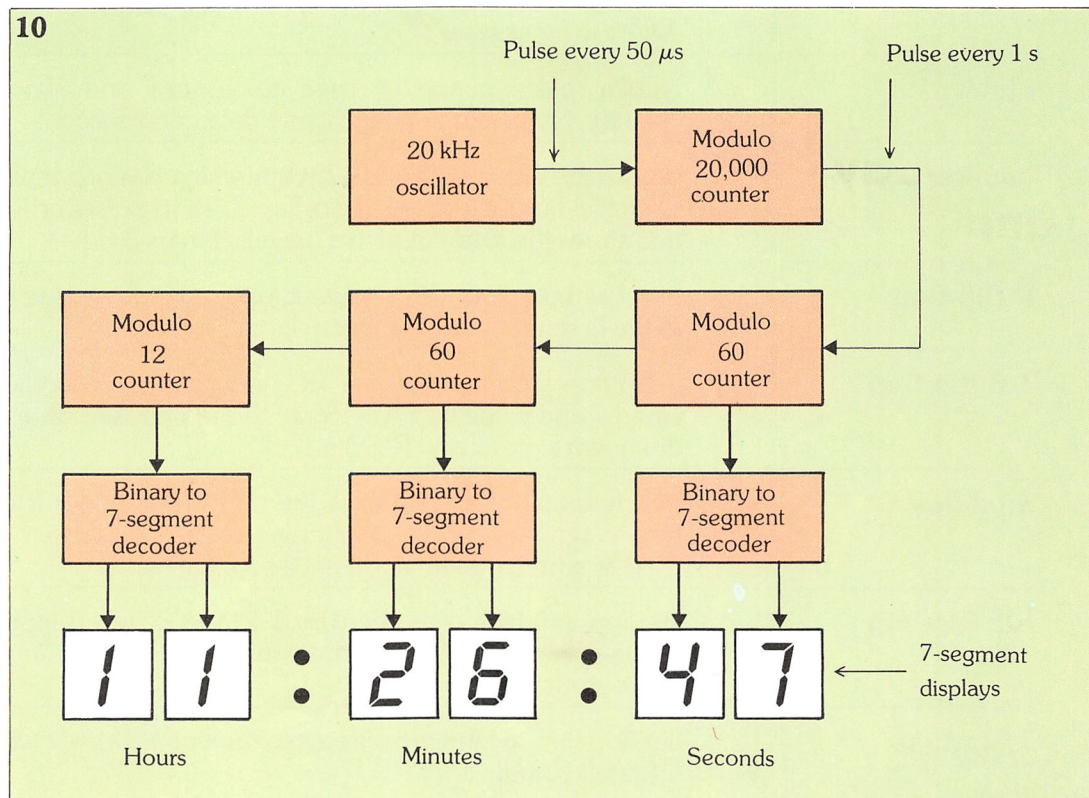 10
Pulse every 50 μs
Pulse every 1 s
20 kHz
oscillator
Modulo
20,000
counter
Modulo
12
counter
Modulo
60
counter
Modulo
60
counter
Binary to
7-segment
decoder
Binary to
7-segment
decoder
Binary to
7-segment
decoder
11 : 26 : 47
7-segment
displays
Hours
Minutes
Seconds